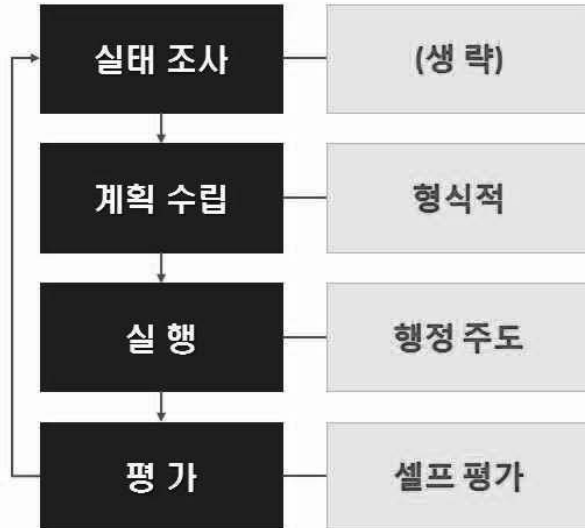 실태 조사
(생 략)
계획 수립
형식적
실 행
행정 주도
평 가
셀프 평가